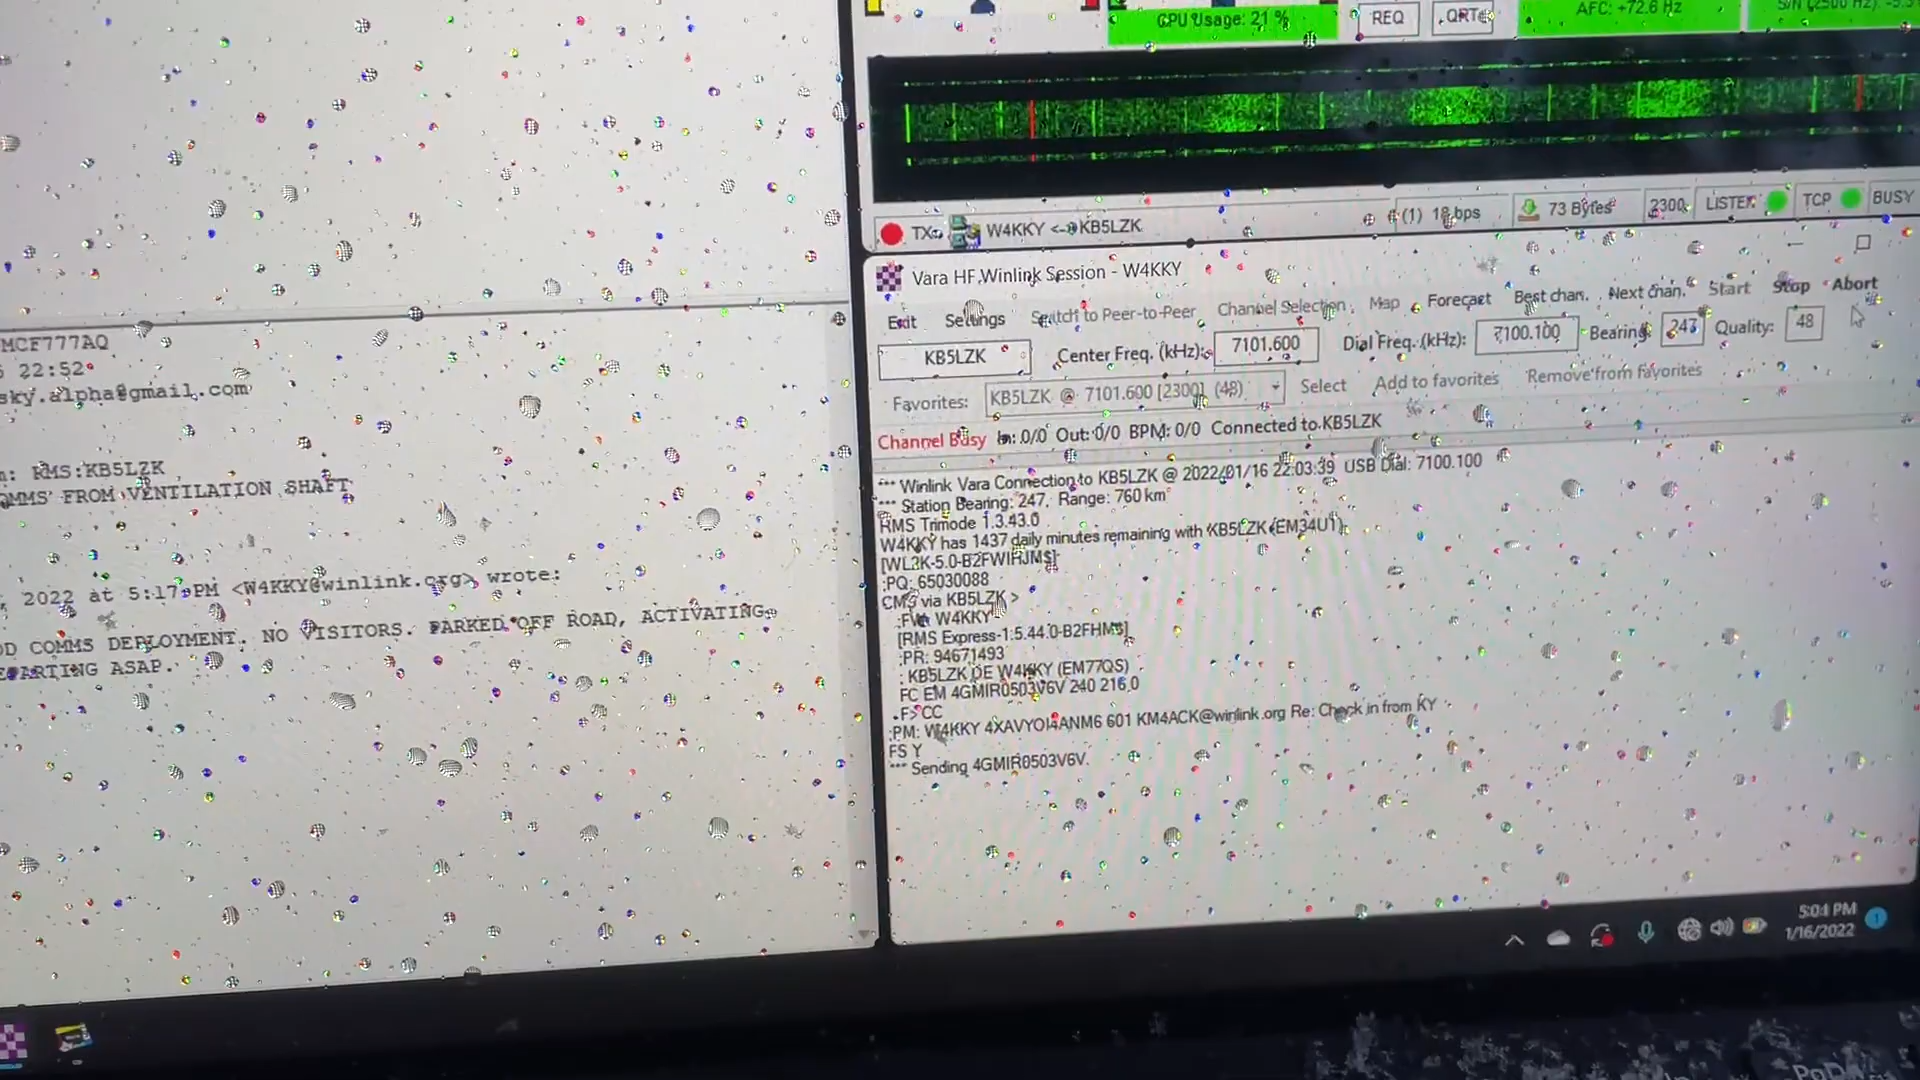 CPU Usage: 21 %
REQ
QRT
AFC: +72.6 Hz
S/N (2500 Hz):
TX
W4KKY <-> KB5LZK
(1) 18 bps
73 Bytes
2300
LISTEN
TCP
BUSY
Vara HF Winlink Session - W4KKY
Exit
Settings
Switch to Peer-to-Peer
Channel Selection
Map
Forecast
Best chan.
Next chan.
Start
Stop
Abort
KB5LZK
Center Freq. (kHz):
7101.600
Dial Freq. (kHz):
7100.100
Bearing:
247
Quality:
48
Favorites:
KB5LZK @ 7101.600 [2300] (48)
Select
Add to favorites
Remove from favorites
Channel Busy In: 0/0 Out: 0/0 BPM: 0/0 Connected to KB5LZK
*** Winlink Vara Connection to KB5LZK @ 2022/01/16 22:03:39 USB Dial: 7100.100
*** Station Bearing: 247, Range: 760 km
RMS Trimode 1.3.43.0
W4KKY has 1437 daily minutes remaining with KB5LZK (EM34U1)
[WL2K-5.0-B2FWIHJM$]
;PQ: 65030088
CMS via KB5LZK >
;FW: W4KKY
[RMS Express-1.5.44.0-B2FHM$]
;PR: 94671493
; KB5LZK DE W4KKY (EM77QS)
FC EM 4GMIR0503V6V 240 216 0
F> CC
;PM: W4KKY 4XAVYOI4ANM6 601 KM4ACK@winlink.org Re: Check in from KY
FS Y
*** Sending 4GMIR0503V6V.
MCF777AQ
22:52
sky.alpha@gmail.com
RMS:KB5LZK
FROM VENTILATION SHAFT
, 2022 at 5:17 PM <W4KKY@winlink.org> wrote:
COMMS DEPLOYMENT. NO VISITORS. PARKED OFF ROAD, ACTIVATING,
ASAP.
5:04 PM
1/16/2022
1